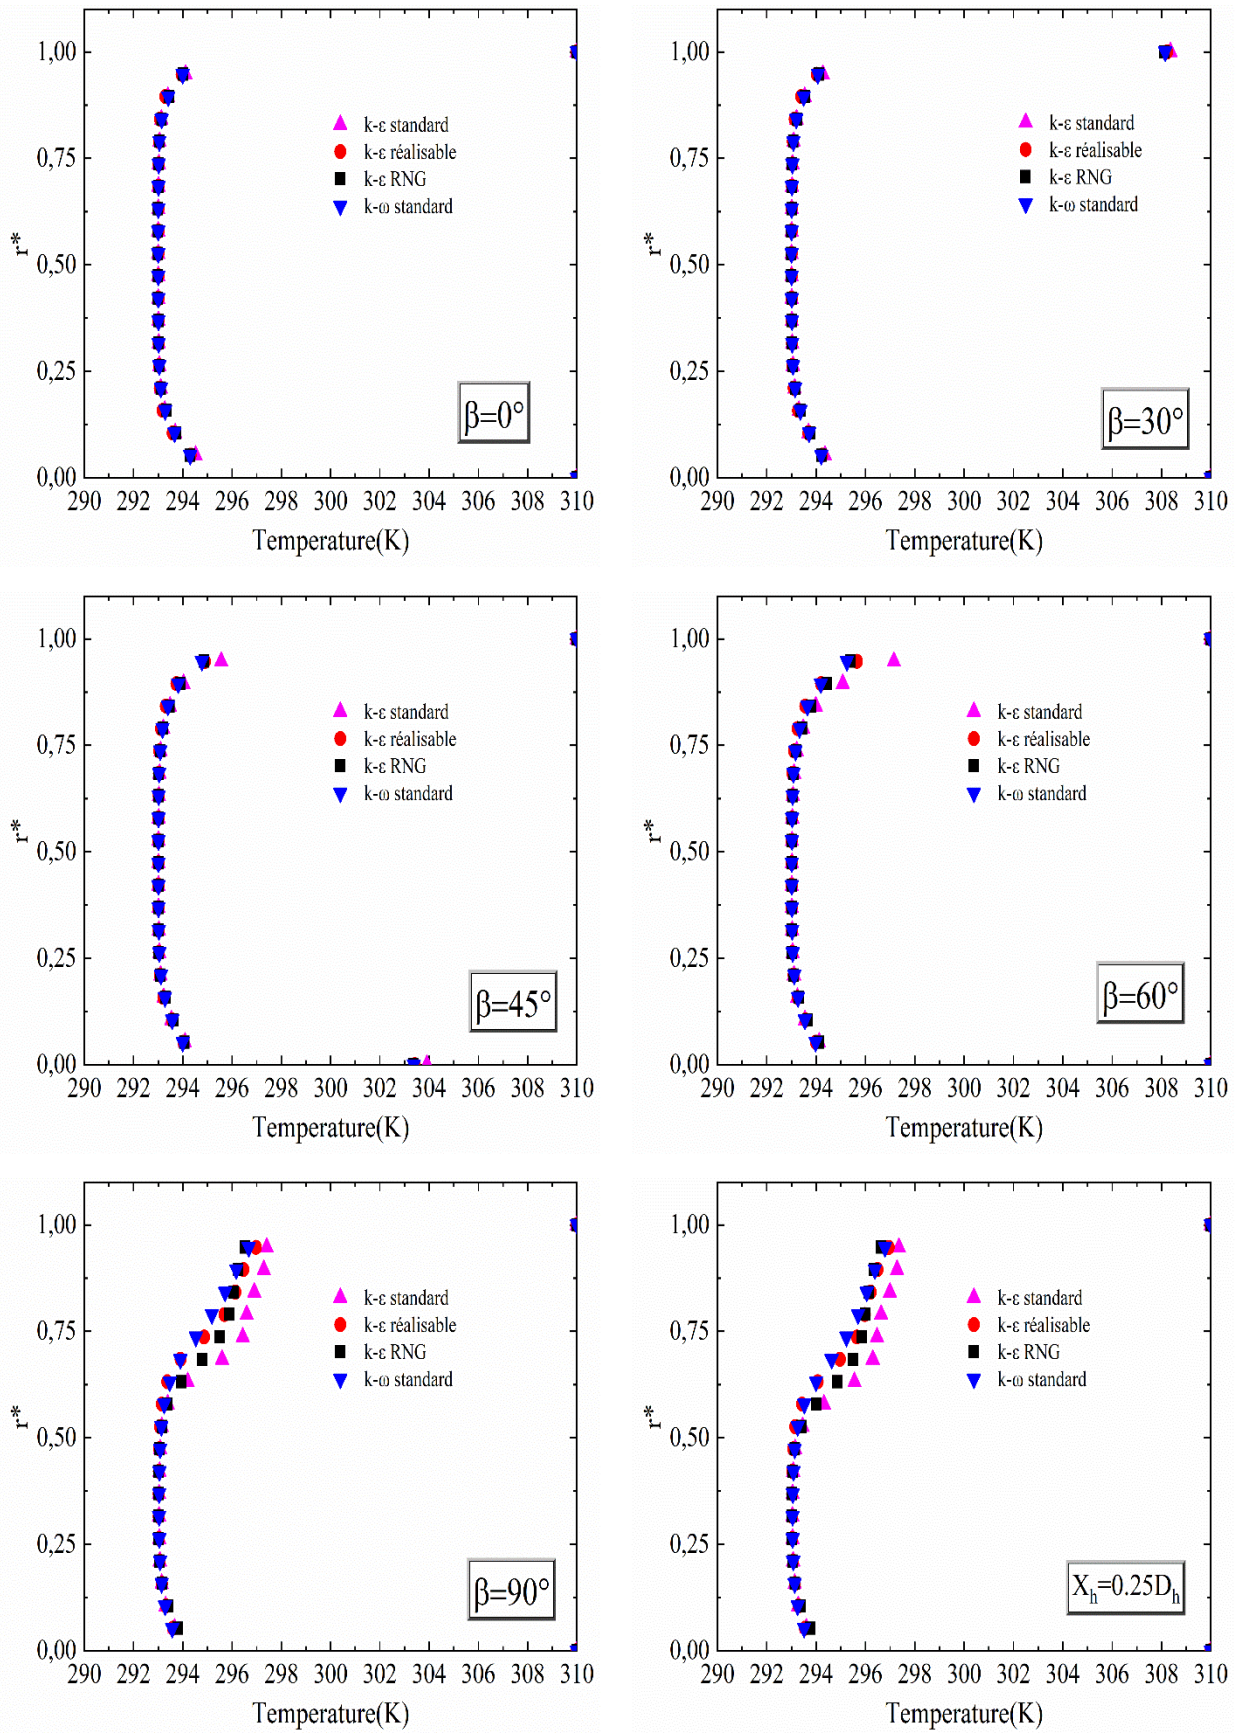 1,00
0,75
0,50
0,25
0,00
r*
k-ε standard
k-ε réalisable
k-ε RNG
k-ω standard
β=0°
290 292 294 296 298 300 302 304 306 308 310
Temperature(K)
1,00
0,75
0,50
0,25
0,00
r*
k-ε standard
k-ε réalisable
k-ε RNG
k-ω standard
β=30°
290 292 294 296 298 300 302 304 306 308 310
Temperature(K)
1,00
0,75
0,50
0,25
0,00
r*
k-ε standard
k-ε réalisable
k-ε RNG
k-ω standard
β=45°
290 292 294 296 298 300 302 304 306 308 310
Temperature(K)
1,00
0,75
0,50
0,25
0,00
r*
k-ε standard
k-ε réalisable
k-ε RNG
k-ω standard
β=60°
290 292 294 296 298 300 302 304 306 308 310
Temperature(K)
1,00
0,75
0,50
0,25
0,00
r*
k-ε standard
k-ε réalisable
k-ε RNG
k-ω standard
β=90°
290 292 294 296 298 300 302 304 306 308 310
Temperature(K)
1,00
0,75
0,50
0,25
0,00
r*
k-ε standard
k-ε réalisable
k-ε RNG
k-ω standard
X_h=0.25D_h
290 292 294 296 298 300 302 304 306 308 310
Temperature(K)